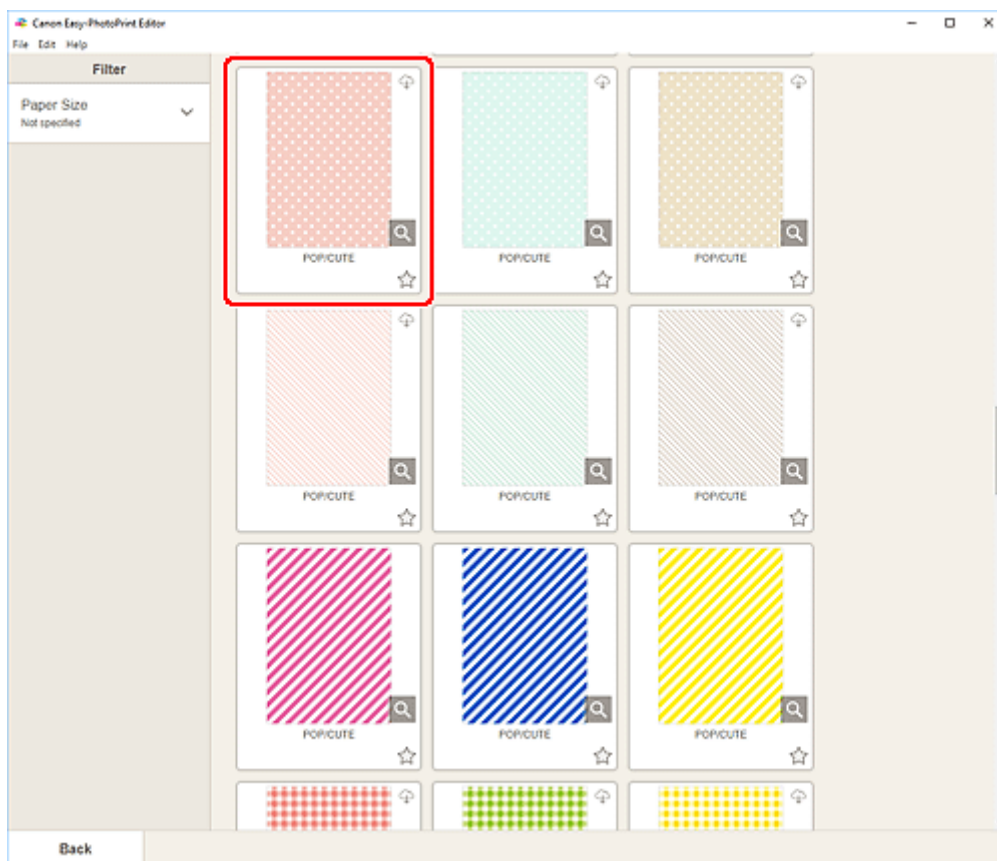 Canon Easy-PhotoPrint Editor
File Edit Help
Filter
Paper Size
Not specified
POP/CUTE POP/CUTE POP/CUTE
POP/CUTE POP/CUTE POP/CUTE
POP/CUTE POP/CUTE POP/CUTE
Back